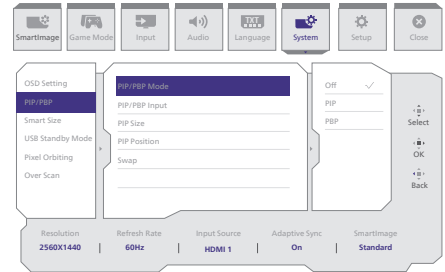 SmartImage
Game Mode
Input
Audio
TXT
Language
System
Setup
Close
OSD Setting
PIP/PBP
Smart Size
USB Standby Mode
Pixel Orbiting
Over Scan
PIP/PBP Mode
PIP/PBP Input
PIP Size
PIP Position
Swap
Off
PIP
PBP
Select
OK
Back
Resolution
2560X1440
Refresh Rate
60Hz
Input Source
HDMI 1
Adaptive Sync
On
SmartImage
Standard